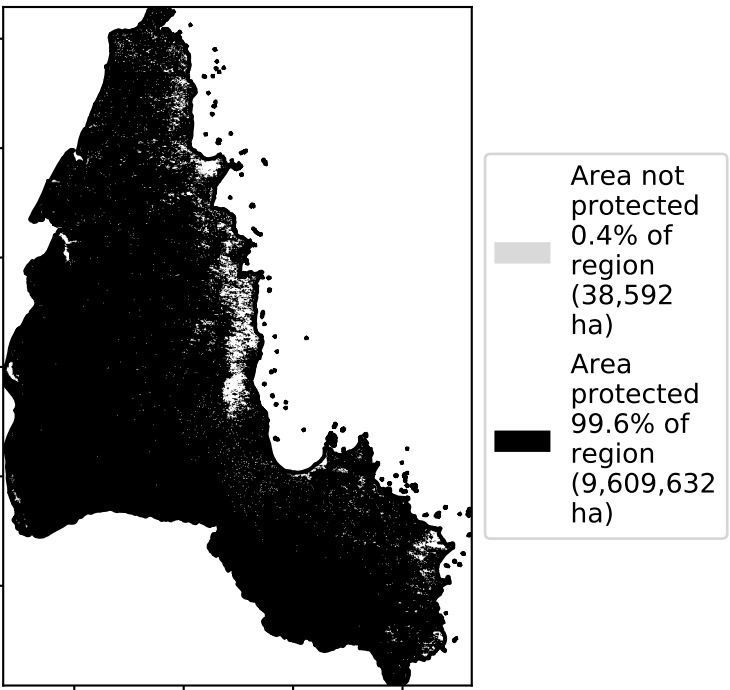 Area not
protected
0.4% of
region
(38,592
ha)
Area
protected
99.6% of
region
(9,609,632
ha)